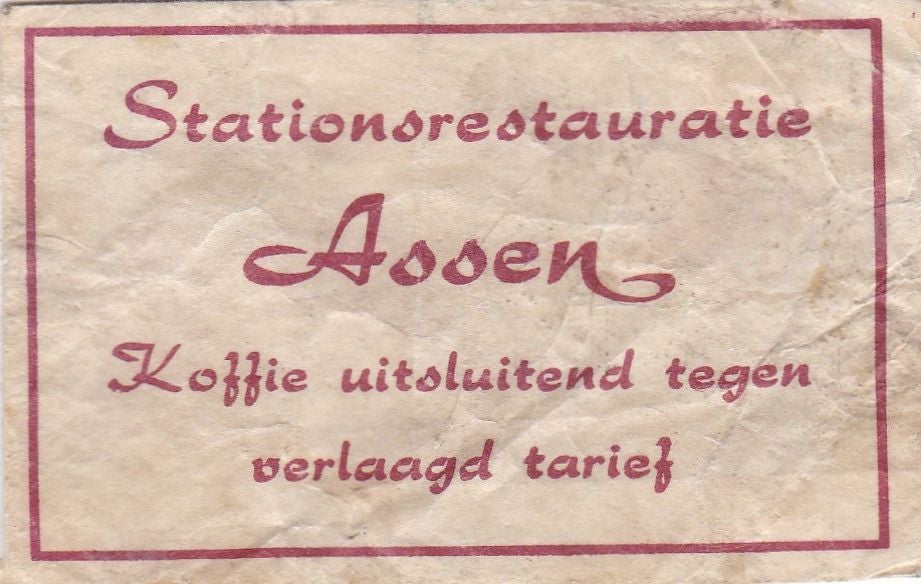 Stationsrestauratie
Assen
Koffie uitsluitend tegen
verlaagd tarief